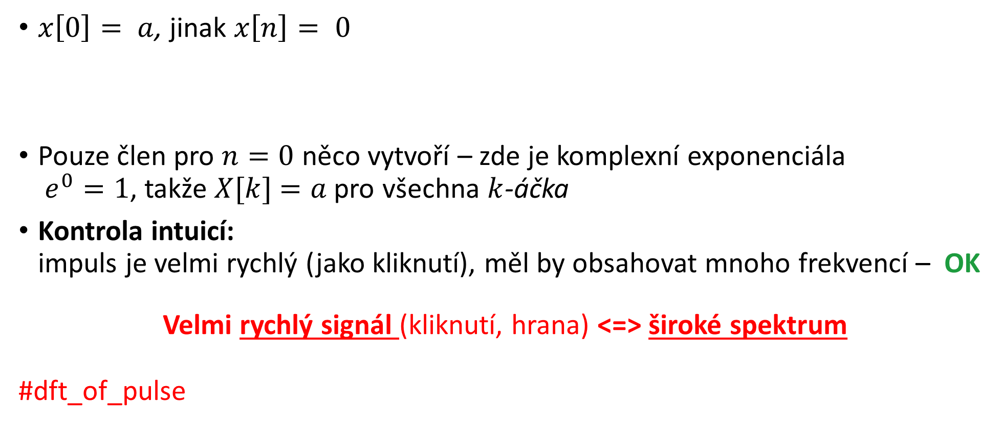 • x[0] = a, jinak x[n] = 0
• Pouze člen pro n = 0 něco vytvoří – zde je komplexní exponenciála
e⁰ = 1, takže X[k] = a pro všechna k-áčka
• Kontrola intuicí:
impuls je velmi rychlý (jako kliknutí), měl by obsahovat mnoho frekvencí – OK
Velmi rychlý signál (kliknutí, hrana) <=> široké spektrum
#dft_of_pulse